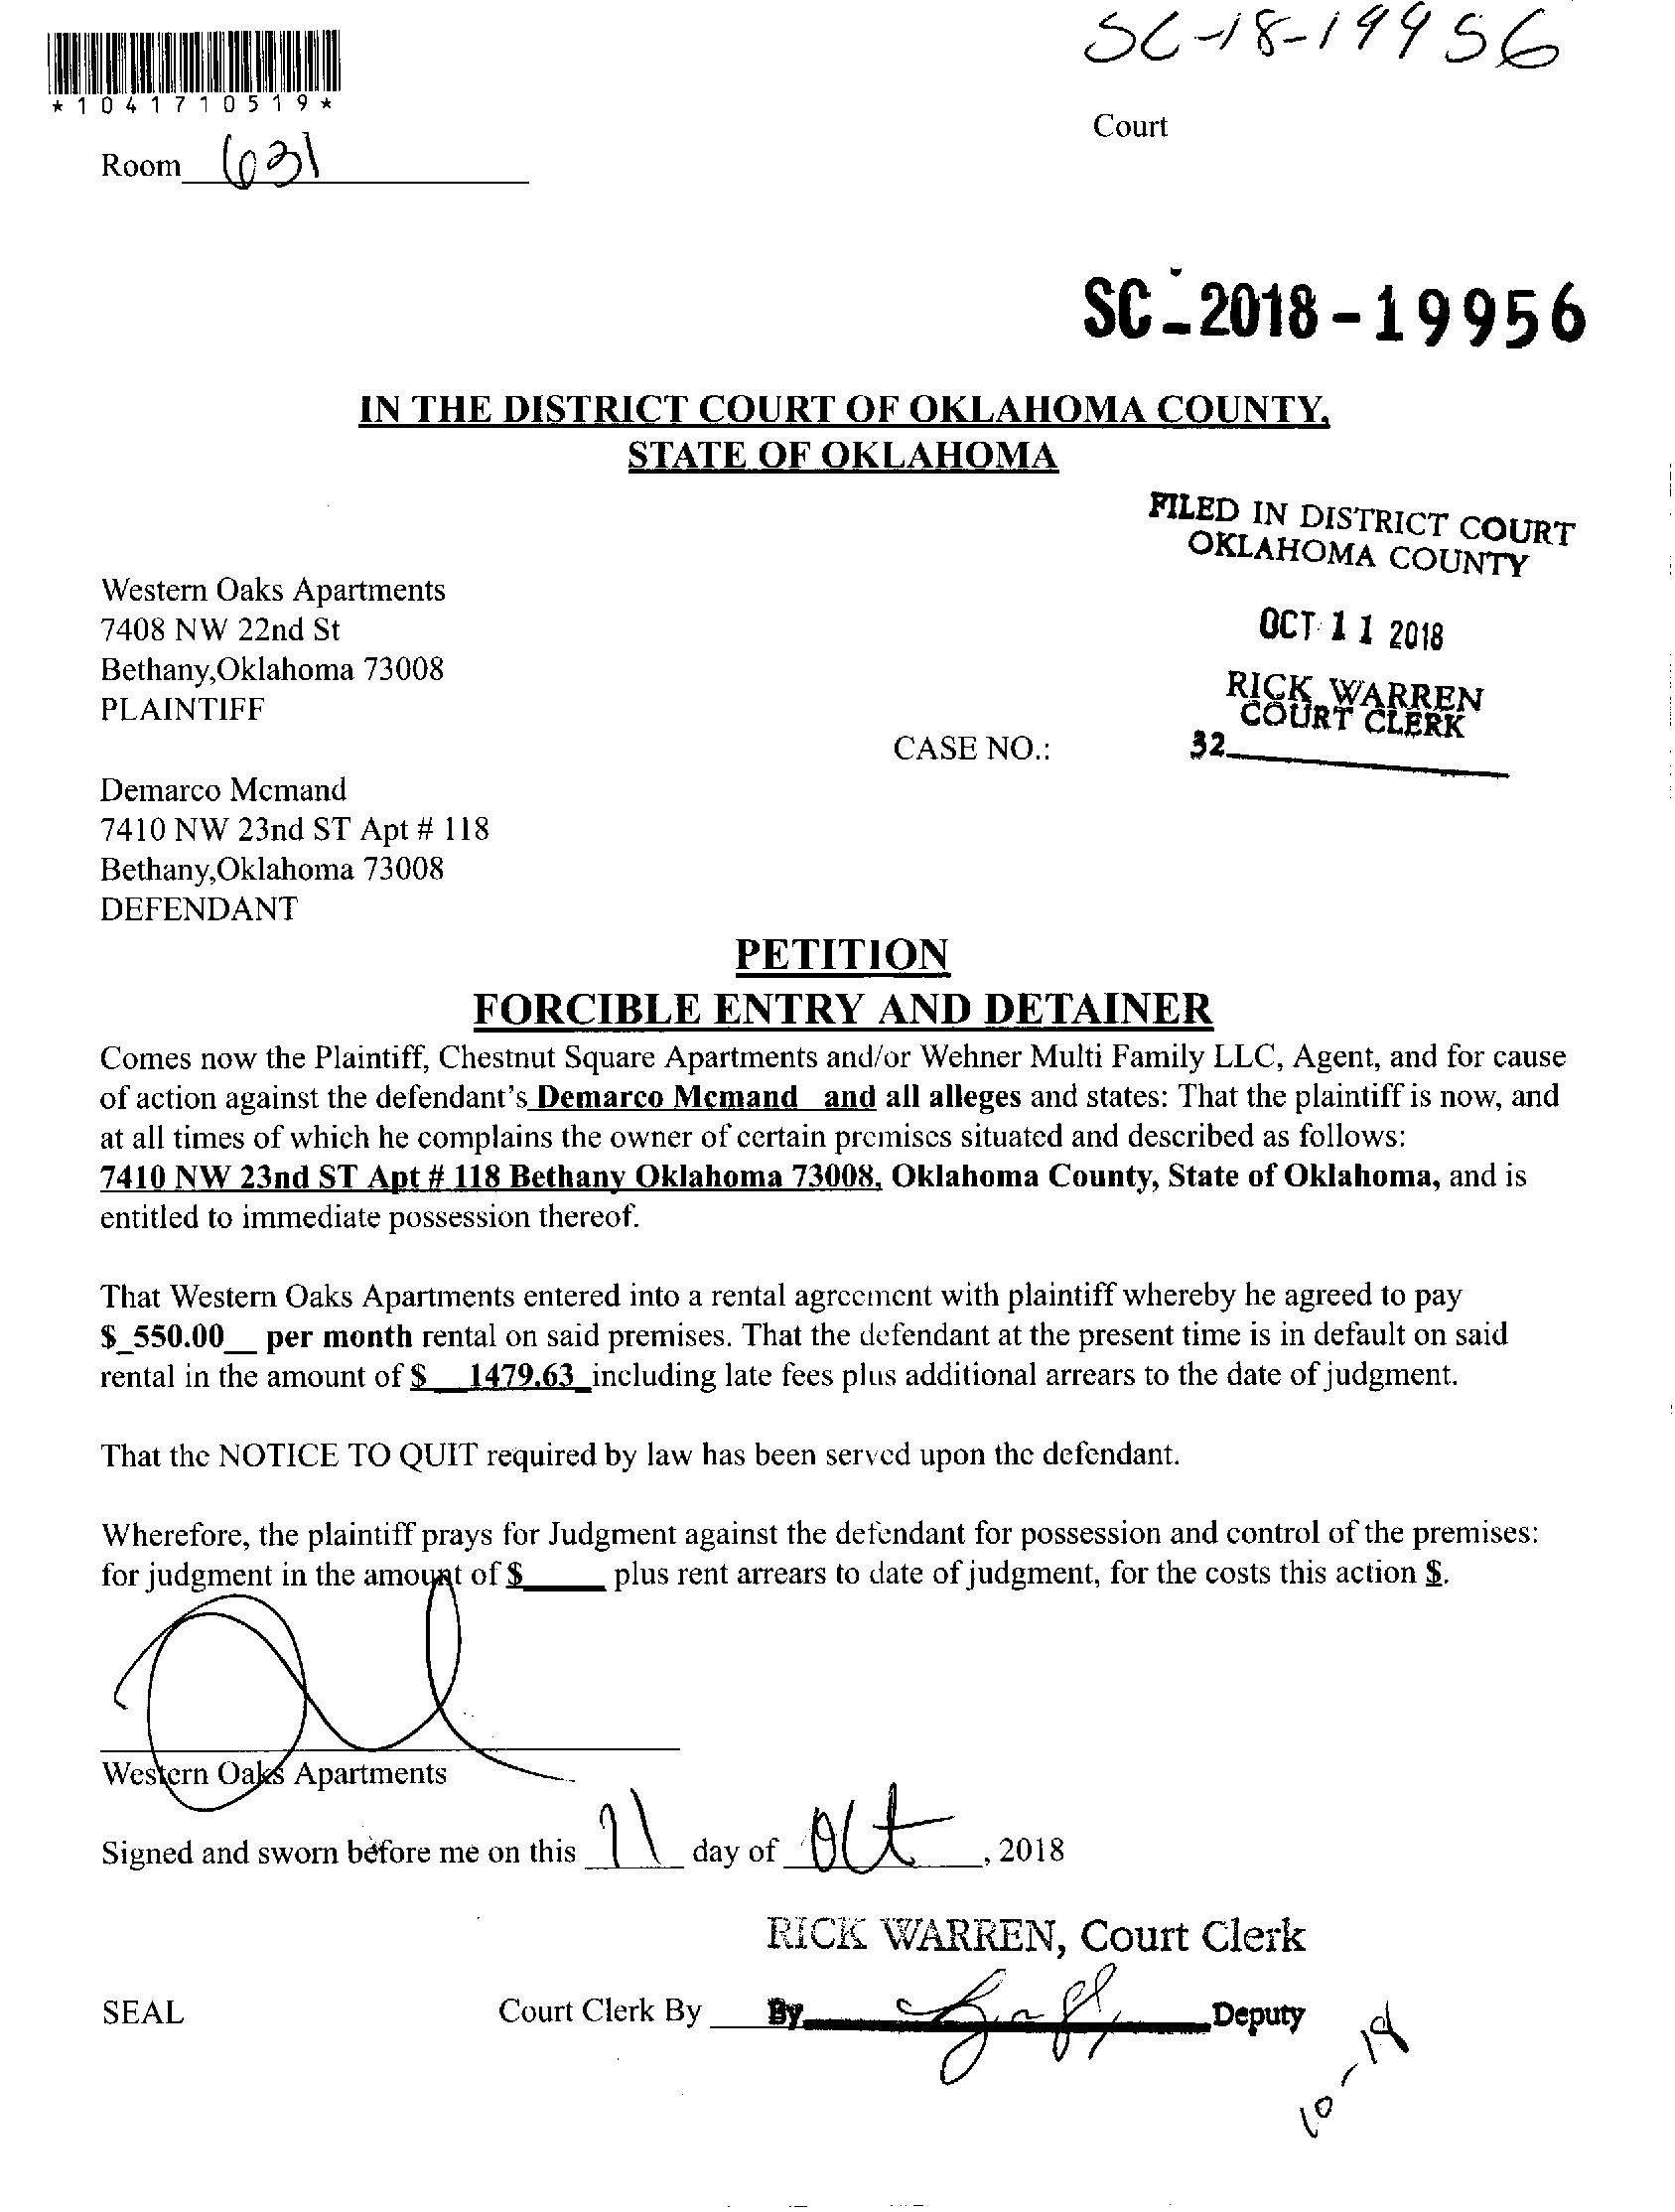 SC-18-19956
*1041710519*
Court
Room
SC-2018-19956
IN THE DISTRICT COURT OF OKLAHOMA COUNTY,
STATE OF OKLAHOMA
FILED IN DISTRICT COURT
OKLAHOMA COUNTY
Western Oaks Apartments
7408 NW 22nd St
OCT 11 2018
Bethany,Oklahoma 73008
PLAINTIFF
RICK WARREN
COURT CLERK
CASE NO.:
32
Demarco Mcmand
7410 NW 23nd ST Apt # 118
Bethany,Oklahoma 73008
DEFENDANT
PETITION
FORCIBLE ENTRY AND DETAINER
Comes now the Plaintiff, Chestnut Square Apartments and/or Wehner Multi Family LLC, Agent, and for cause
of action against the defendant's Demarco Mcmand and all alleges and states: That the plaintiff is now, and
at all times of which he complains the owner of certain premises situated and described as follows:
7410 NW 23nd ST Apt # 118 Bethany Oklahoma 73008, Oklahoma County, State of Oklahoma, and is
entitled to immediate possession thereof.
That Western Oaks Apartments entered into a rental agreement with plaintiff whereby he agreed to pay
$_550.00__ per month rental on said premises. That the defendant at the present time is in default on said
rental in the amount of $__1479.63_including late fees plus additional arrears to the date of judgment.
That the NOTICE TO QUIT required by law has been served upon the defendant.
Wherefore, the plaintiff prays for Judgment against the defendant for possession and control of the premises:
for judgment in the amount of $_____ plus rent arrears to date of judgment, for the costs this action $.
Western Oaks Apartments
Signed and sworn before me on this 11 day of Oct, 2018
RICK WARREN, Court Clerk
SEAL
Court Clerk By ____ By Deputy
10-19